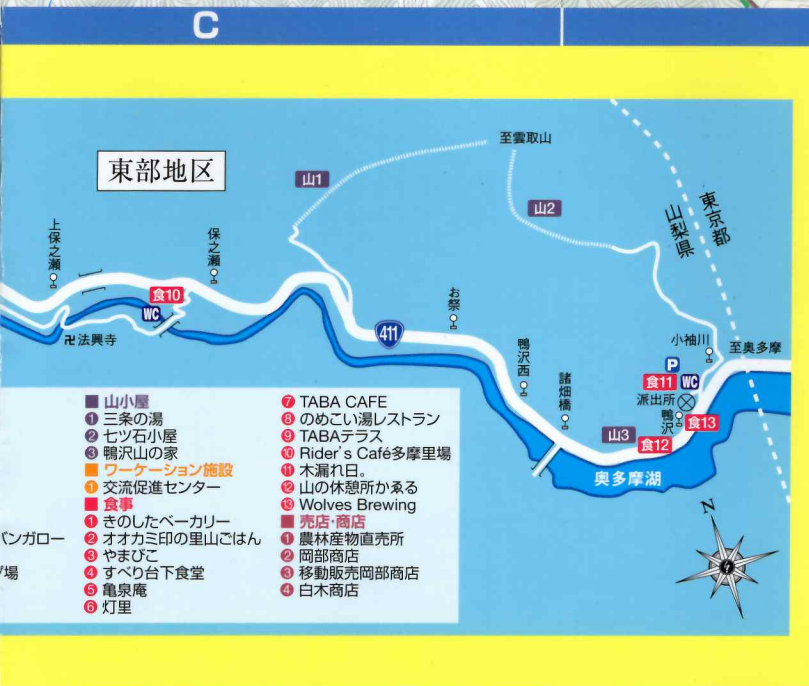 C
東部地区
至雲取山
山1
山2
東京都
山梨県
上保之瀬
保之瀬
食10
WC
卍法興寺
お祭
411
鴨沢西
諸畑橋
小袖川
至奥多摩
P
食11 WC
派出所
鴨沢
食13
山3
食12
奥多摩湖
N
バンガロー
場
■山小屋
❶三条の湯
❷七ツ石小屋
❸鴨沢山の家
■ワーケーション施設
❶交流促進センター
■食事
❶きのしたベーカリー
❷オオカミ印の里山ごはん
❸やまびこ
❹すべり台下食堂
❺亀泉庵
❻灯里
❼TABA CAFE
❽のめこい湯レストラン
❾TABAテラス
❿Rider's Café多摩里場
⓫木漏れ日。
⓬山の休憩所かゑる
⓭Wolves Brewing
■売店・商店
❶農林産物直売所
❷岡部商店
❸移動販売岡部商店
❹白木商店